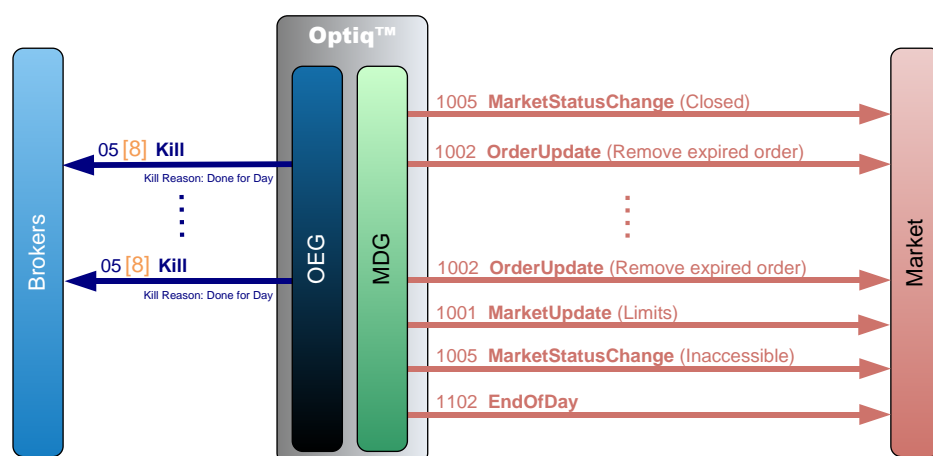 Optiq™
1005 MarketStatusChange (Closed)
05 [8] Kill
1002 OrderUpdate (Remove expired order)
Kill Reason: Done for Day
Brokers
OEG
MDG
Market
05 [8] Kill
1002 OrderUpdate (Remove expired order)
Kill Reason: Done for Day
1001 MarketUpdate (Limits)
1005 MarketStatusChange (Inaccessible)
1102 EndOfDay